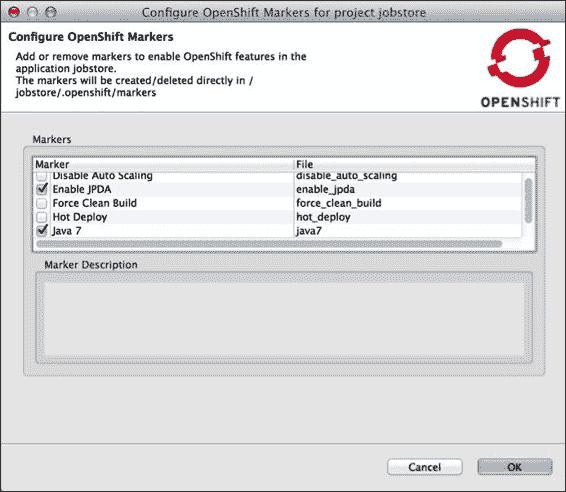 Configure OpenShift Markers for project jobstore
Configure OpenShift Markers
Add or remove markers to enable OpenShift features in the
application jobstore.
The markers will be created/deleted directly in /
jobstore/.openshift/markers
OPENSHIFT
Markers
Marker File
Disable Auto Scaling disable_auto_scaling
Enable JPDA enable_jpda
Force Clean Build force_clean_build
Hot Deploy hot_deploy
Java 7 java7
Marker Description
Cancel OK